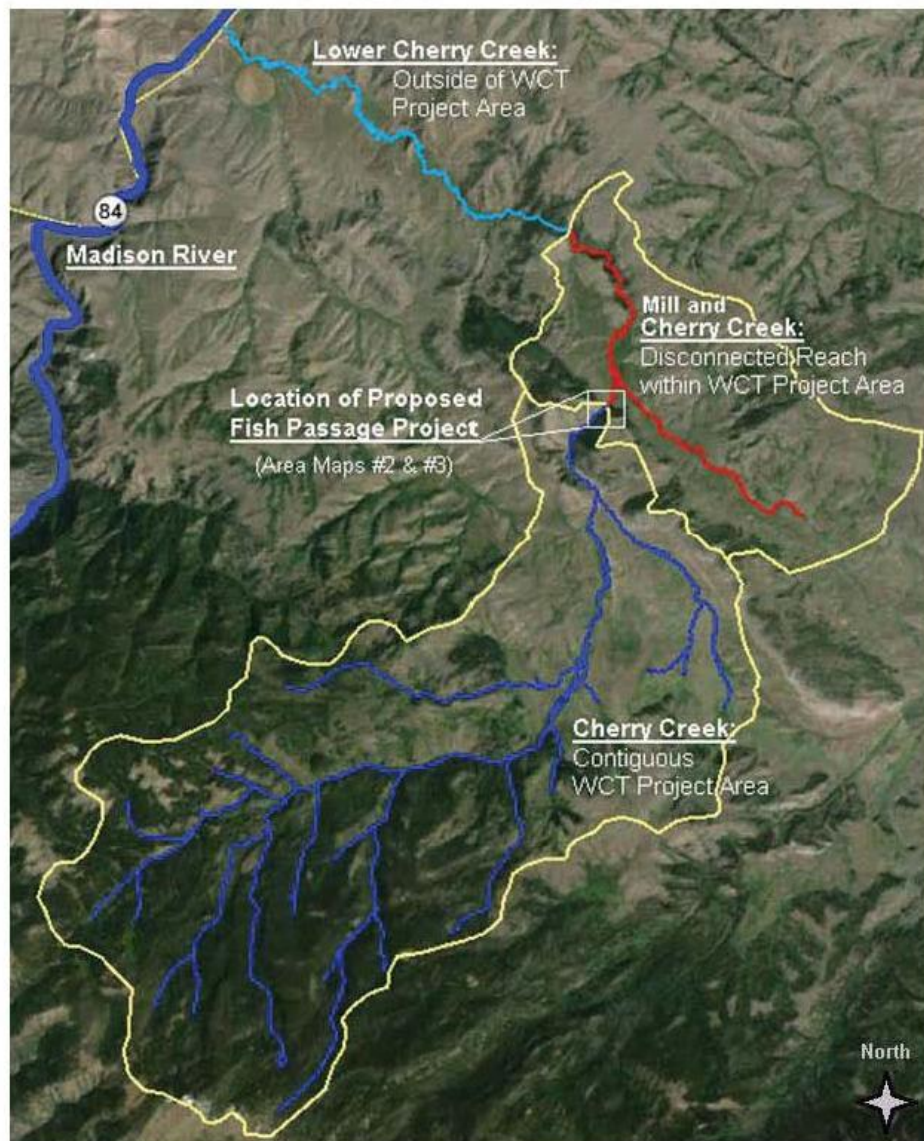 Lower Cherry Creek:
Outside of WCT
Project Area
84
Madison River
Mill and
Cherry Creek:
Disconnected Reach
within WCT Project Area
Location of Proposed
Fish Passage Project
(Area Maps #2 & #3)
Cherry Creek:
Contiguous
WCT Project Area
North